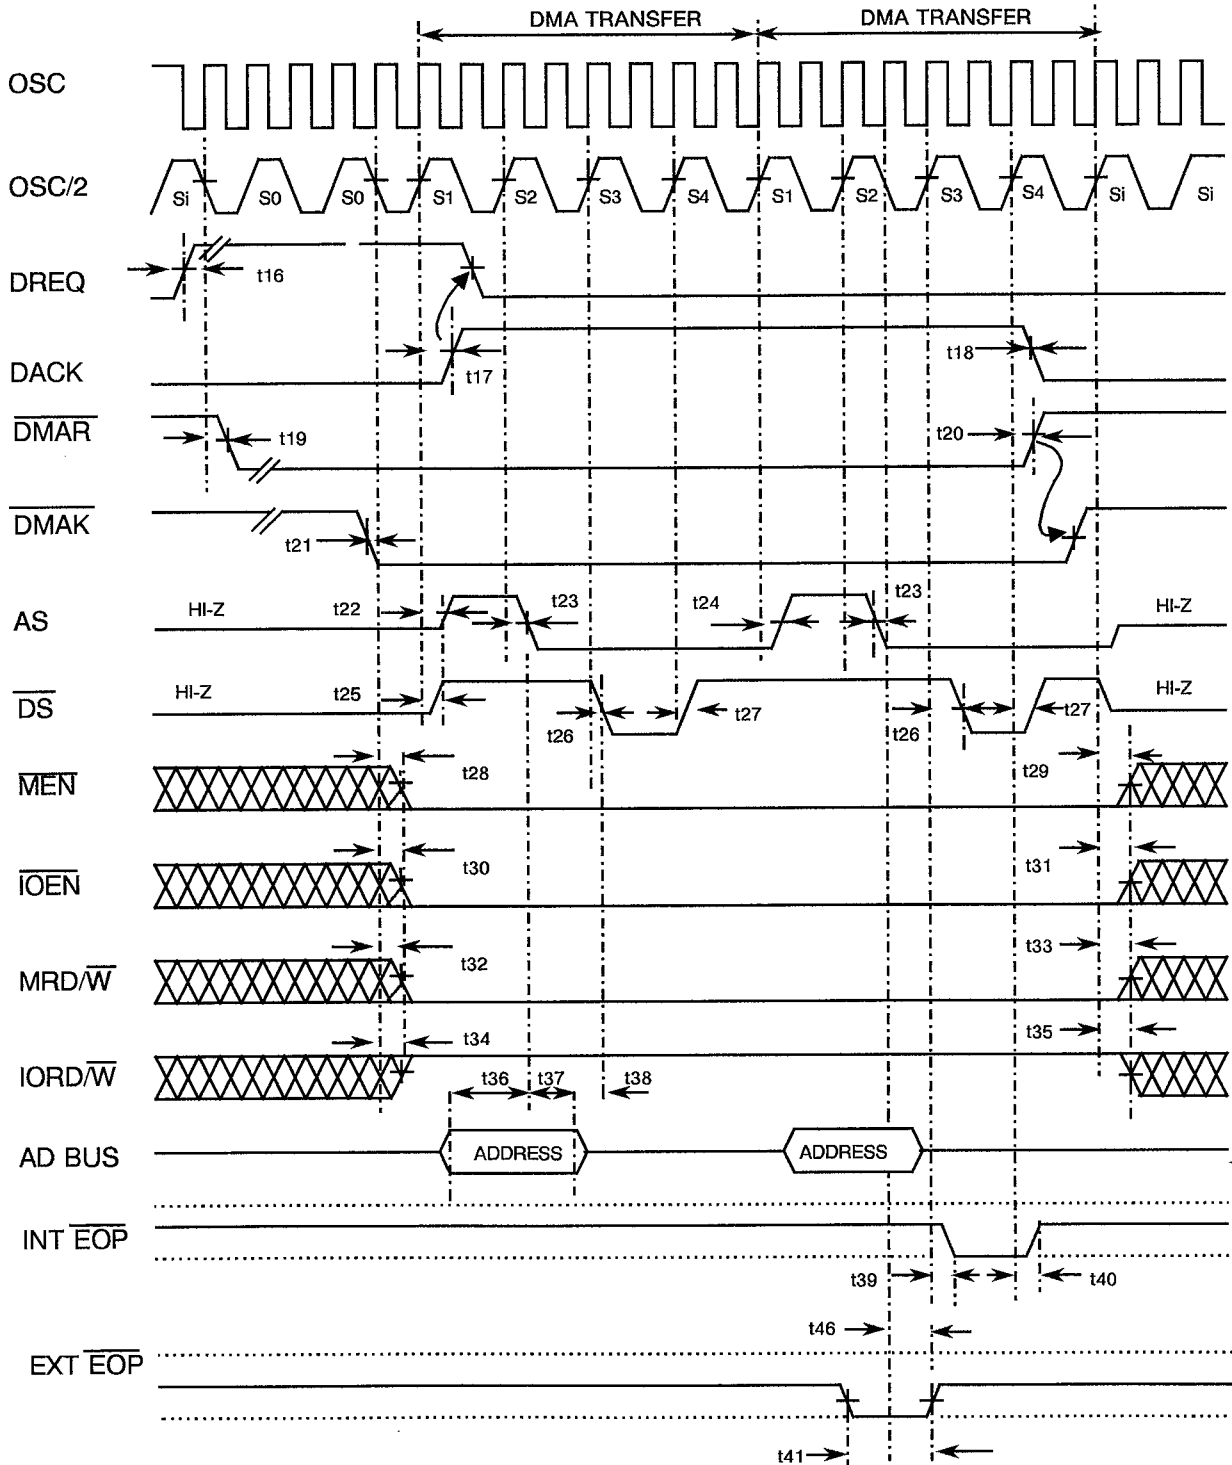 DMA TRANSFER DMA TRANSFER
OSC
OSC/2 Si S0 S0 S1 S2 S3 S4 S1 S2 S3 S4 Si Si
DREQ t16
DACK t17 t18
DMAR t19 t20
DMAK t21
AS HI-Z t22 t23 t24 t23 HI-Z
DS HI-Z t25 t26 t27 t26 t27 HI-Z
MEN t28 t29
IOEN t30 t31
MRD/W t32 t33
IORD/W t34 t35
t36 t37 t38
AD BUS ADDRESS ADDRESS
INT EOP
t39 t40
t46
EXT EOP
t41